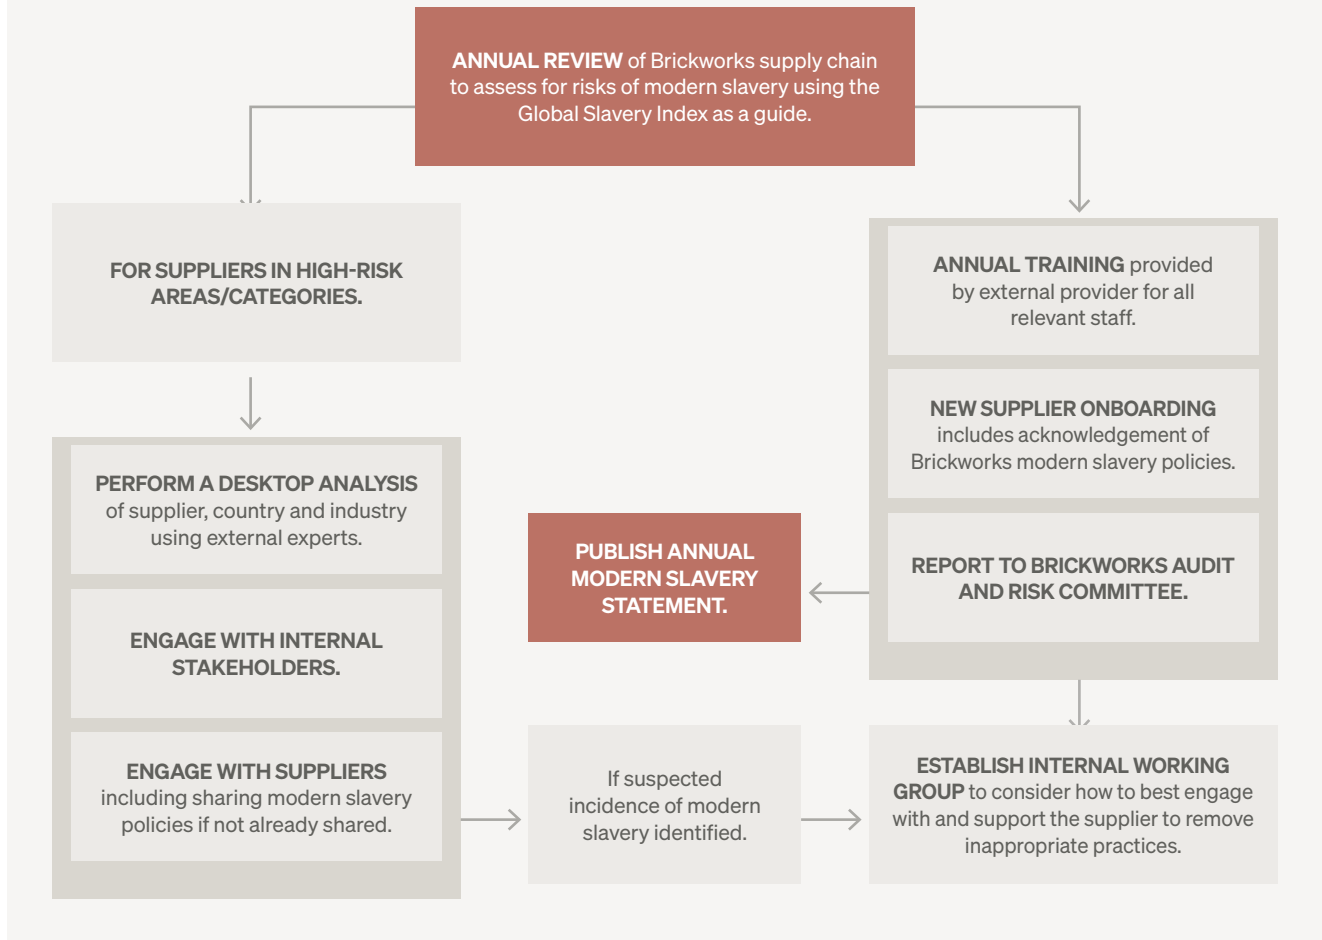 ANNUAL REVIEW of Brickworks supply chain
to assess for risks of modern slavery using the
Global Slavery Index as a guide.
FOR SUPPLIERS IN HIGH-RISK
AREAS/CATEGORIES.
PERFORM A DESKTOP ANALYSIS
of supplier, country and industry
using external experts.
ENGAGE WITH INTERNAL
STAKEHOLDERS.
ENGAGE WITH SUPPLIERS
including sharing modern slavery
policies if not already shared.
If suspected
incidence of modern
slavery identified.
ANNUAL TRAINING provided
by external provider for all
relevant staff.
NEW SUPPLIER ONBOARDING
includes acknowledgement of
Brickworks modern slavery policies.
REPORT TO BRICKWORKS AUDIT
AND RISK COMMITTEE.
PUBLISH ANNUAL
MODERN SLAVERY
STATEMENT.
ESTABLISH INTERNAL WORKING
GROUP to consider how to best engage
with and support the supplier to remove
inappropriate practices.